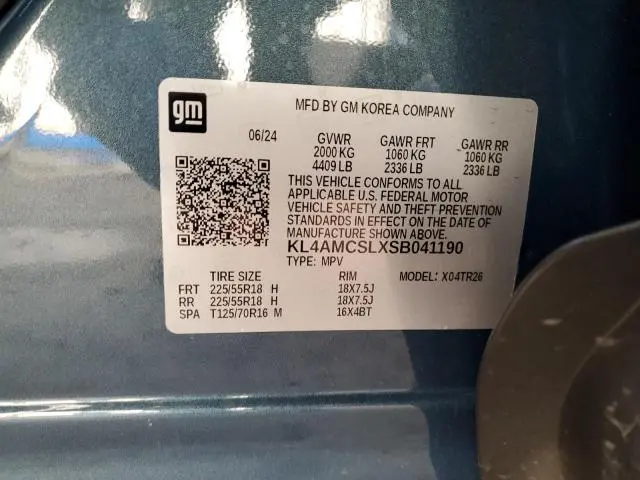 gm
MFD BY GM KOREA COMPANY
06/24 GVWR GAWR FRT GAWR RR
2000 KG 1060 KG 1060 KG
4409 LB 2336 LB 2336 LB
THIS VEHICLE CONFORMS TO ALL
APPLICABLE U.S. FEDERAL MOTOR
VEHICLE SAFETY AND THEFT PREVENTION
STANDARDS IN EFFECT ON THE DATE OF
MANUFACTURE SHOWN ABOVE.
KL4AMCSLXSB041190
TYPE: MPV MODEL: X04TR26
TIRE SIZE RIM
FRT 225/55R18 H 18X7.5J
RR 225/55R18 H 18X7.5J
SPA T125/70R16 M 16X4BT